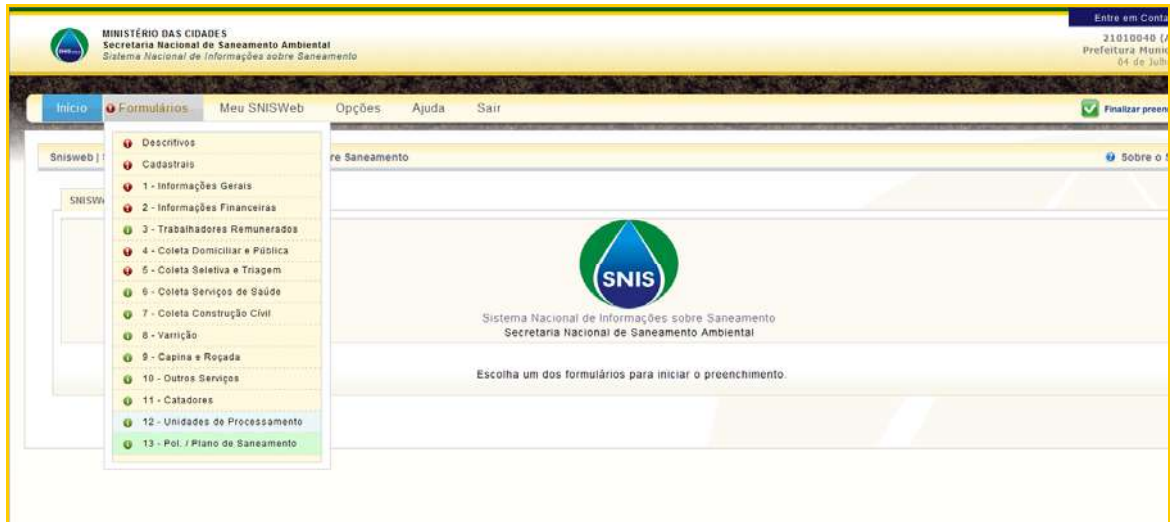 MINISTÉRIO DAS CIDADES
Secretaria Nacional de Saneamento Ambiental
Sistema Nacional de Informações sobre Saneamento
Entre em Conta
21010040 (A
Prefeitura Munic
04 de Julh
Início Formulários Meu SNISWeb Opções Ajuda Sair Finalizar preen
Snisweb | re Saneamento Sobre o
SNISW
Descritivos
Cadastrais
1 - Informações Gerais
2 - Informações Financeiras
3 - Trabalhadores Remunerados
4 - Coleta Domiciliar e Pública
5 - Coleta Seletiva e Triagem
6 - Coleta Serviços de Saúde
7 - Coleta Construção Cívil
8 - Varrição
9 - Capina e Roçada
10 - Outros Serviços
11 - Catadores
12 - Unidades de Processamento
13 - Pol. / Plano de Saneamento
SNIS
Sistema Nacional de Informações sobre Saneamento
Secretaria Nacional de Saneamento Ambiental
Escolha um dos formulários para iniciar o preenchimento.